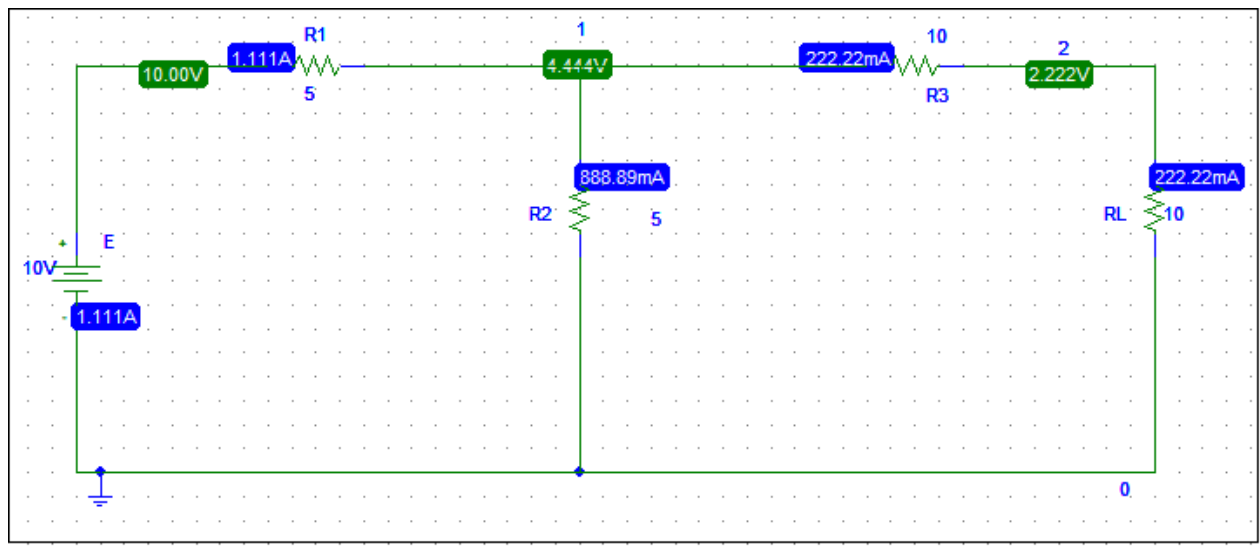 R1
1
10
2
1.111A
4.444V
222.22mA
10.00V
2.222V
5
R3
888.89mA
222.22mA
R2
5
RL
10
+
E
10V
-
1.111A
0